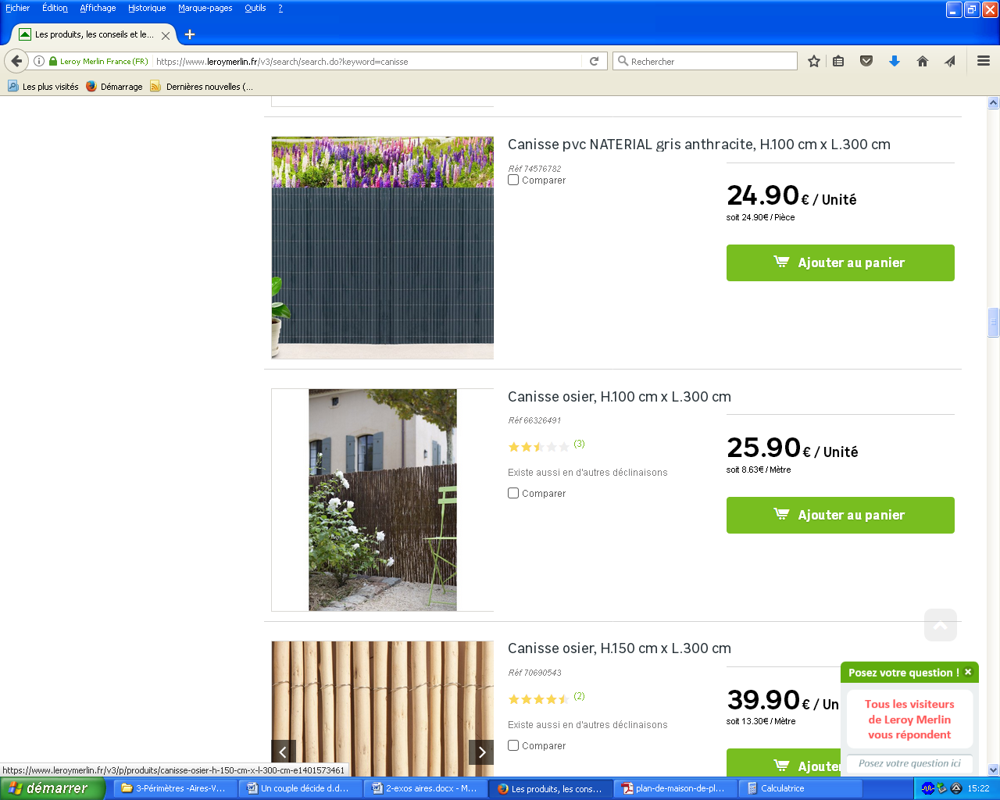 Fichier Édition Affichage Historique Marque-pages Outils ?
Les produits, les conseils et le...
Leroy Merlin France (FR) https://www.leroymerlin.fr/v3/search/search.do?keyword=canisse Rechercher
Les plus visités Démarrage Dernières nouvelles (...
Canisse pvc NATERIAL gris anthracite, H.100 cm x L.300 cm
Réf 74576782
Comparer
24.90€ / Unité
soit 24.90€ / Pièce
Ajouter au panier
Canisse osier, H.100 cm x L.300 cm
Réf 66326491
(3)
Existe aussi en d'autres déclinaisons
Comparer
25.90€ / Unité
soit 8.63€ / Mètre
Ajouter au panier
Canisse osier, H.150 cm x L.300 cm
Réf 70690543
(2)
Existe aussi en d'autres déclinaisons
Comparer
39.90€ / Un
soit 13.30€ / Mètre
Ajouter
Posez votre question !
Tous les visiteurs
de Leroy Merlin
vous répondent
Posez votre question ici
https://www.leroymerlin.fr/v3/p/produits/canisse-osier-h-150-cm-x-l-300-cm-e1401573461
démarrer 3-Périmètres -Aires-V... Un couple décide d.d... 2-exos aires.docx - M... Les produits, les cons... plan-de-maison-de-pl... Calculatrice 15:22